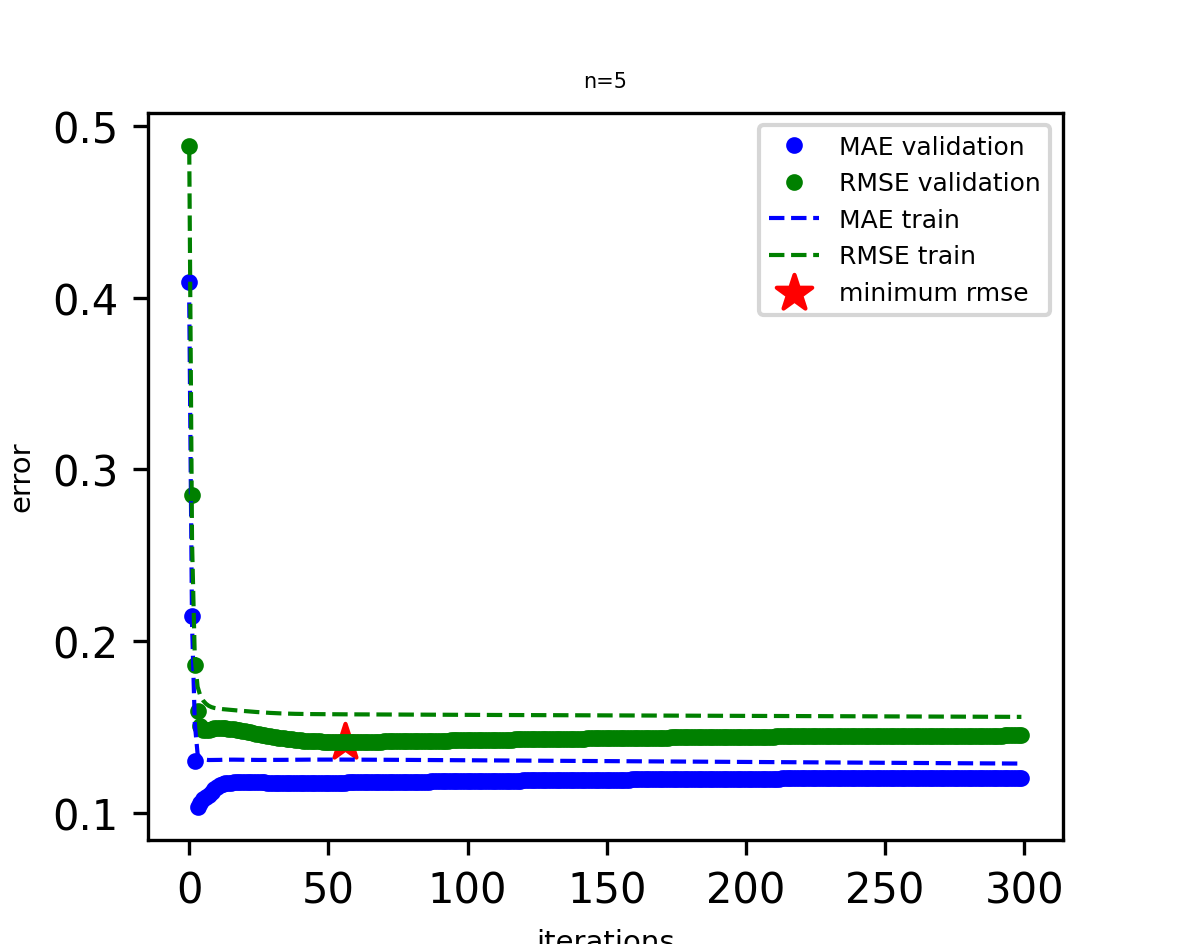 n=5
0.5
0.4
0.3
0.2
0.1
error
MAE validation
RMSE validation
MAE train
RMSE train
minimum rmse
0 50 100 150 200 250 300
iterations